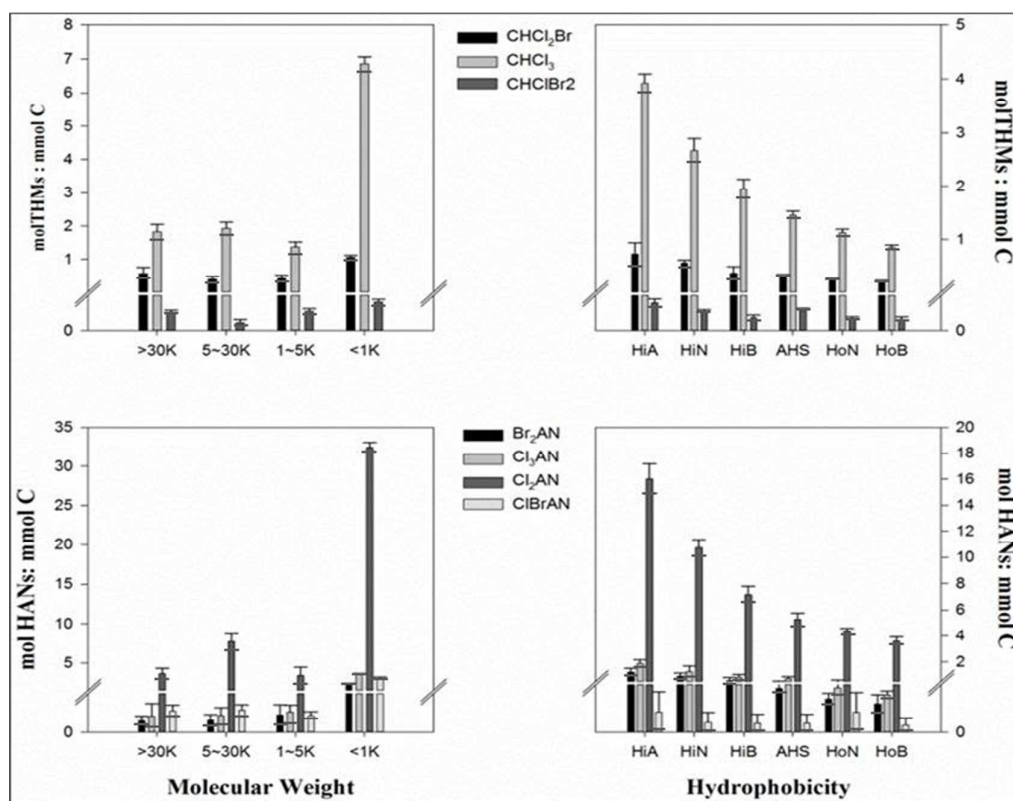 molTHMs : mmol C
8
7
6
5
4
3
2
1
0
>30K 5~30K 1~5K <1K
CHCl₂Br
CHCl₃
CHClBr2
5
4
3
2
1
0
molTHMs : mmol C
HiA HiN HiB AHS HoN HoB
mol HANs: mmol C
35
30
25
20
15
10
5
0
>30K 5~30K 1~5K <1K
Molecular Weight
Br₂AN
Cl₃AN
Cl₂AN
ClBrAN
20
18
16
14
12
10
8
6
4
2
0
mol HANs: mmol C
HiA HiN HiB AHS HoN HoB
Hydrophobicity